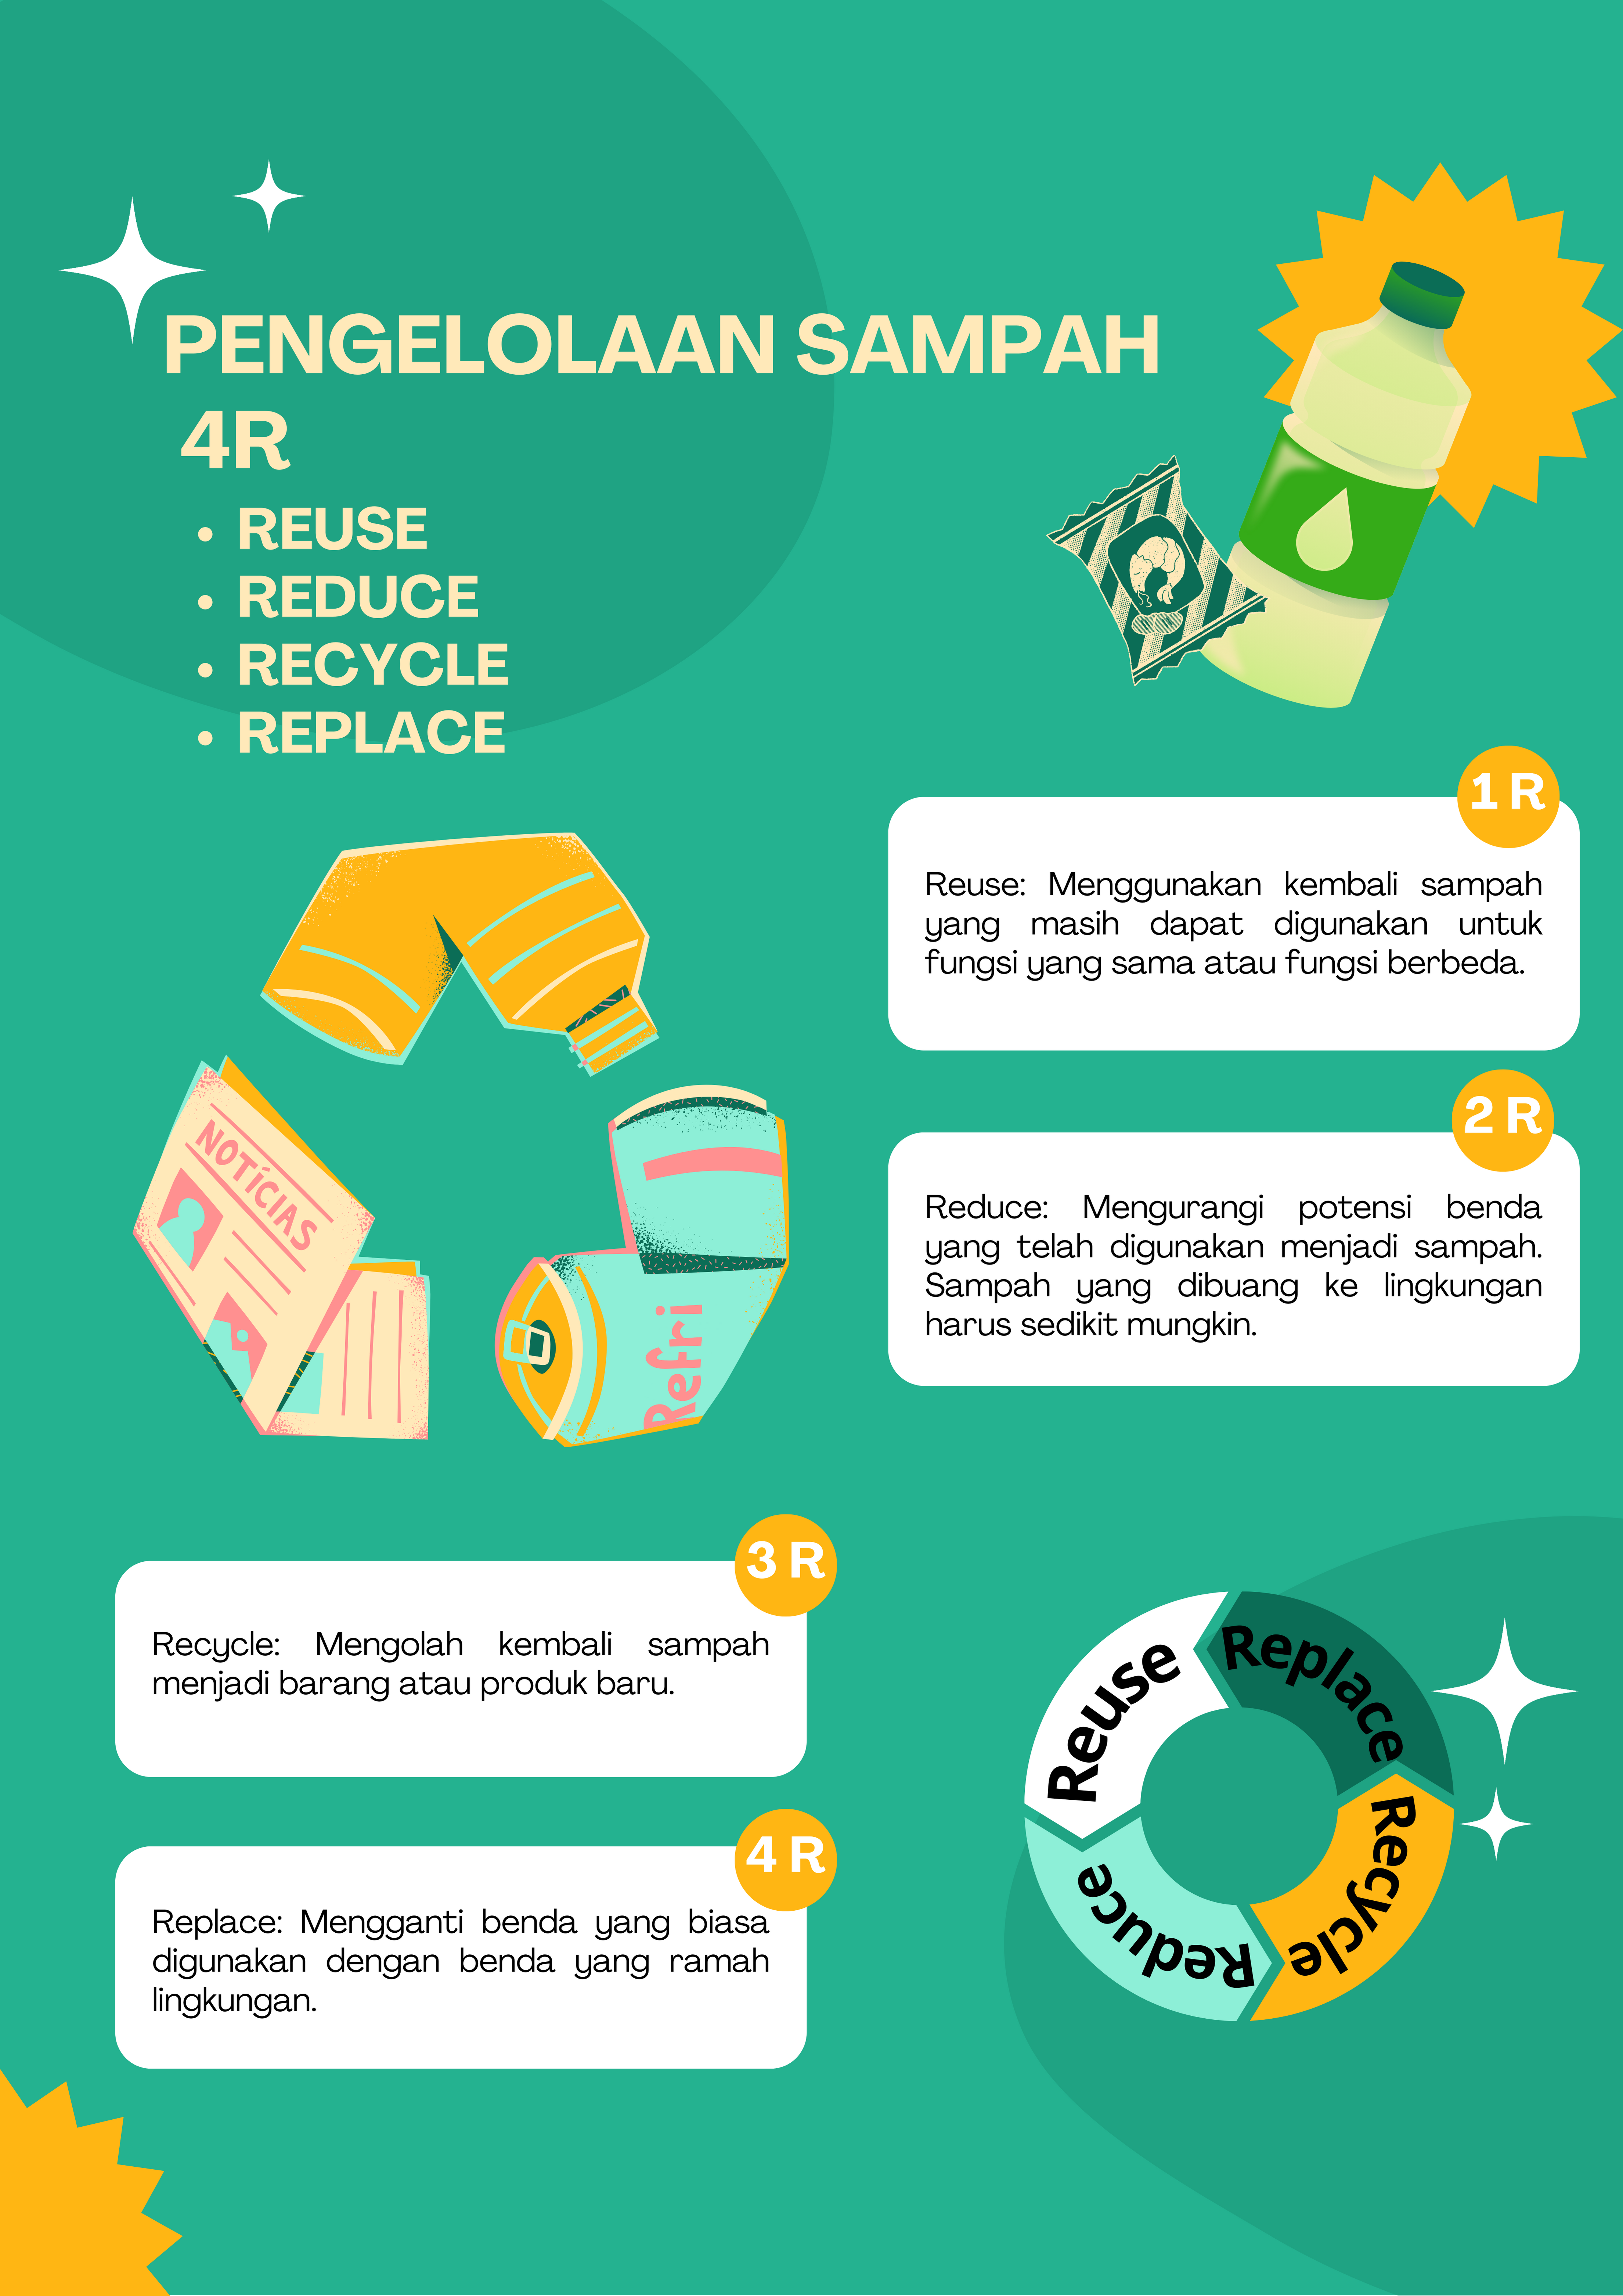 PENGELOLAAN SAMPAH
4R
• REUSE
• REDUCE
• RECYCLE
• REPLACE
1 R
Reuse: Menggunakan kembali sampah
yang masih dapat digunakan untuk
fungsi yang sama atau fungsi berbeda.
2 R
Reduce: Mengurangi potensi benda
yang telah digunakan menjadi sampah.
Sampah yang dibuang ke lingkungan
harus sedikit mungkin.
NOTÍCIAS
Refri
3 R
Recycle: Mengolah kembali sampah
menjadi barang atau produk baru.
4 R
Replace: Mengganti benda yang biasa
digunakan dengan benda yang ramah
lingkungan.
Reuse
Replace
Recycle
Reduce